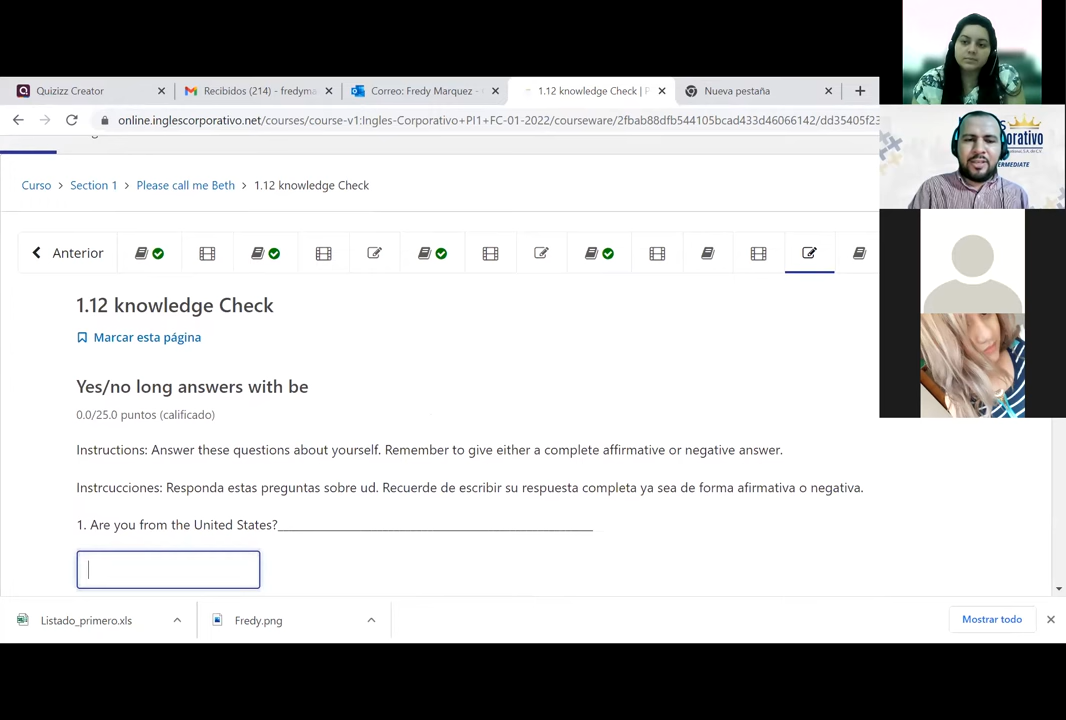 Quizizz Creator
Recibidos (214) - fredyma
Correo: Fredy Marquez -
1.12 knowledge Check | P
Nueva pestaña
online.inglescorporativo.net/courses/course-v1:Ingles-Corporativo+PI1+FC-01-2022/courseware/2fbab88dfb544105bcad433d46066142/dd35405f23
orativo
ERMEDIATE
Curso > Section 1 > Please call me Beth > 1.12 knowledge Check
Anterior
1.12 knowledge Check
Marcar esta página
Yes/no long answers with be
0.0/25.0 puntos (calificado)
Instructions: Answer these questions about yourself. Remember to give either a complete affirmative or negative answer.
Instrcucciones: Responda estas preguntas sobre ud. Recuerde de escribir su respuesta completa ya sea de forma afirmativa o negativa.
1. Are you from the United States?
Listado_primero.xls
Fredy.png
Mostrar todo